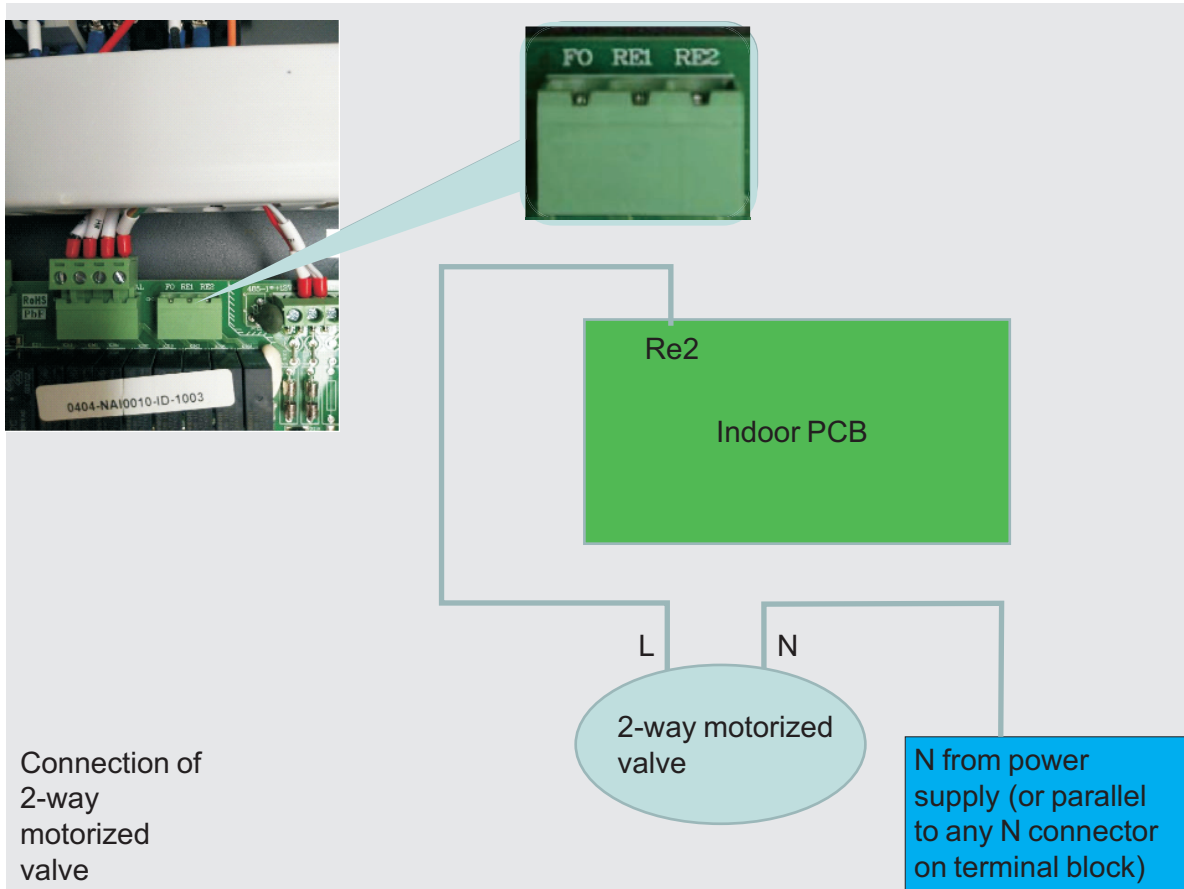 FO RE1 RE2
FO RE1 RE2
RoHS
PbF
0404-NAI0010-ID-1003
Re2
Indoor PCB
L
N
2-way motorized
valve
Connection of
2-way
motorized
valve
N from power
supply (or parallel
to any N connector
on terminal block)